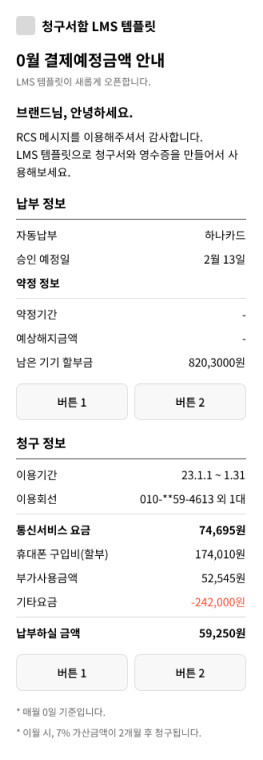 청구서함 LMS 템플릿
0월 결제예정금액 안내
LMS 템플릿이 새롭게 오픈합니다.
브랜드님, 안녕하세요.
RCS 메시지를 이용해주셔서 감사합니다.
LMS 템플릿으로 청구서와 영수증을 만들어서 사
용해보세요.
납부 정보
자동납부 하나카드
승인 예정일 2월 13일
약정 정보
약정기간 -
예상해지금액 -
남은 기기 할부금 820,3000원
버튼 1 버튼 2
청구 정보
이용기간 23.1.1 ~ 1.31
이용회선 010-**59-4613 외 1대
통신서비스 요금 74,695원
휴대폰 구입비(할부) 174,010원
부가사용금액 52,545원
기타요금 -242,000원
납부하실 금액 59,250원
버튼 1 버튼 2
* 매월 0일 기준입니다.
* 이월 시, 7% 가산금액이 2개월 후 청구됩니다.